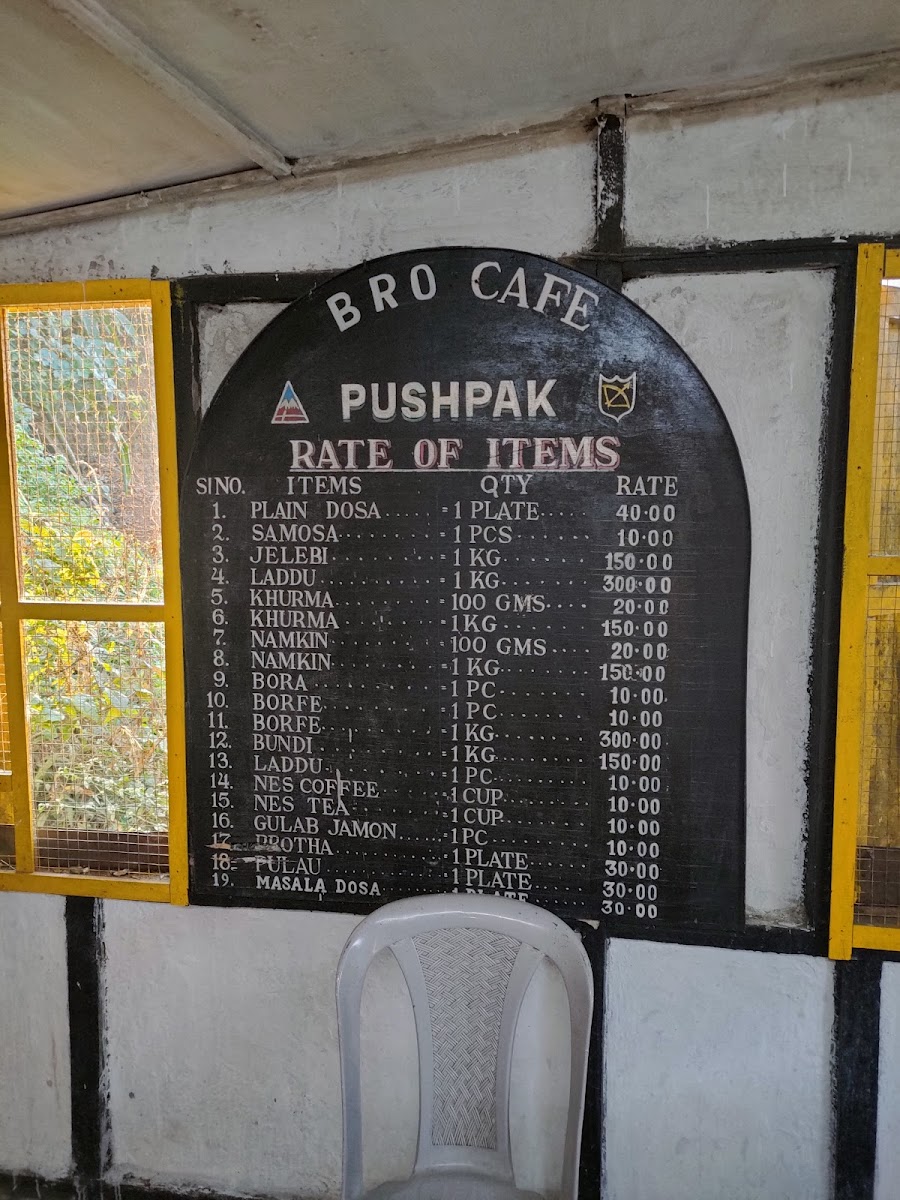 BRO CAFE
PUSHPAK
RATE OF ITEMS
SI NO. ITEMS QTY RATE
1. PLAIN DOSA ..... = 1 PLATE ..... 40·00
2. SAMOSA ..... = 1 PCS ..... 10·00
3. JELEBI ..... = 1 KG ..... 150·00
4. LADDU ..... = 1 KG ..... 300·00
5. KHURMA ..... = 100 GMS ..... 20·00
6. KHURMA ..... = 1 KG ..... 150·00
7. NAMKIN ..... = 100 GMS ..... 20·00
8. NAMKIN ..... = 1 KG ..... 150·00
9. BORA ..... = 1 PC ..... 10·00
10. BORFE ..... = 1 PC ..... 10·00
11. BORFE ..... = 1 KG ..... 300·00
12. BUNDI ..... = 1 KG ..... 150·00
13. LADDU ..... = 1 PC ..... 10·00
14. NES COFFEE ..... = 1 CUP ..... 10·00
15. NES TEA ..... = 1 CUP ..... 10·00
16. GULAB JAMON ..... = 1 PC ..... 10·00
17. PROTHA ..... = 1 PLATE ..... 30·00
18. PULAU ..... = 1 PLATE ..... 30·00
19. MASALA DOSA ..... = 1 PLATE ..... 30·00